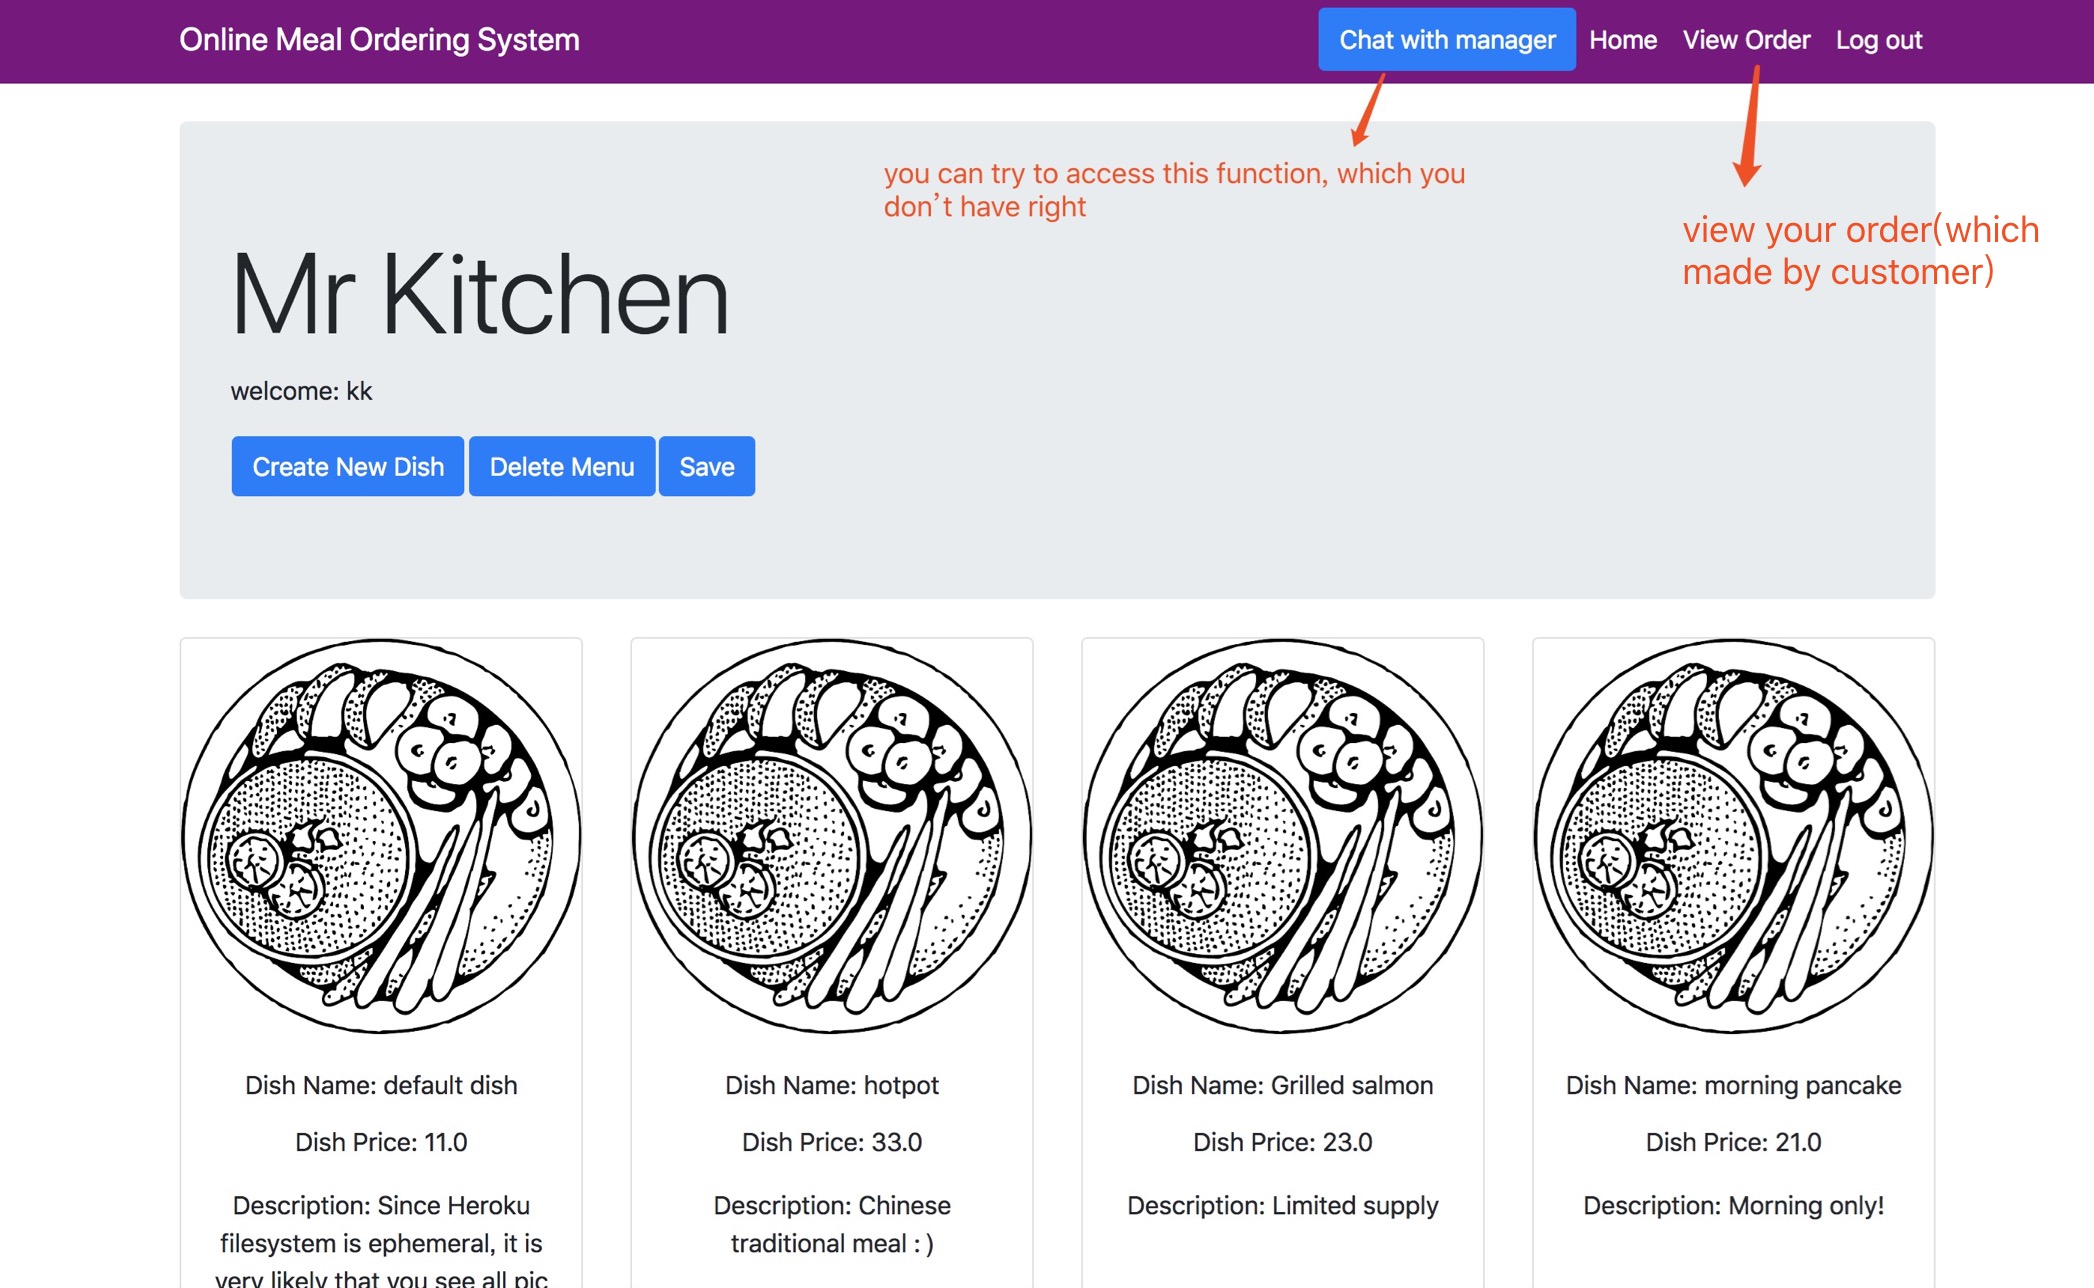 Online Meal Ordering System
Chat with manager
Home
View Order
Log out
you can try to access this function, which you
don’t have right
view your order(which
made by customer)
Mr Kitchen
welcome: kk
Create New Dish
Delete Menu
Save
Dish Name: default dish
Dish Price: 11.0
Description: Since Heroku
filesystem is ephemeral, it is
very likely that you see all pic
Dish Name: hotpot
Dish Price: 33.0
Description: Chinese
traditional meal : )
Dish Name: Grilled salmon
Dish Price: 23.0
Description: Limited supply
Dish Name: morning pancake
Dish Price: 21.0
Description: Morning only!